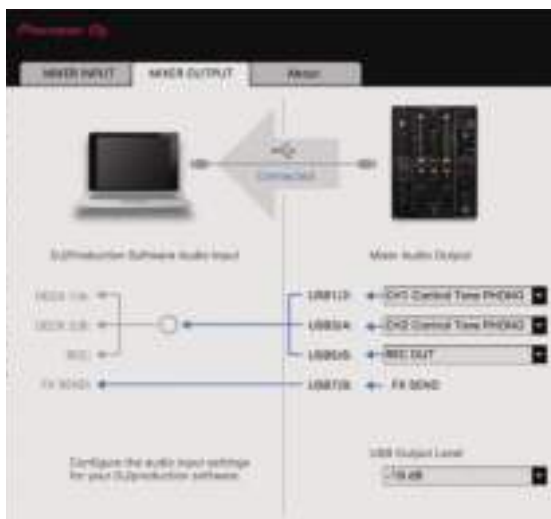 Pioneer Dj
MIXER INPUT
MIXER OUTPUT
About
Connected
DJ/Production Software Audio Input
Mixer Audio Output
DECK 1/A
DECK 2/B
REC
FX SEND
USB1/2
USB3/4
USB5/6
USB7/8
CH1 Control Tone PHONO
CH2 Control Tone PHONO
REC OUT
FX SEND
Configure the audio input settings
for your DJ/production software.
USB Output Level
-19 dB